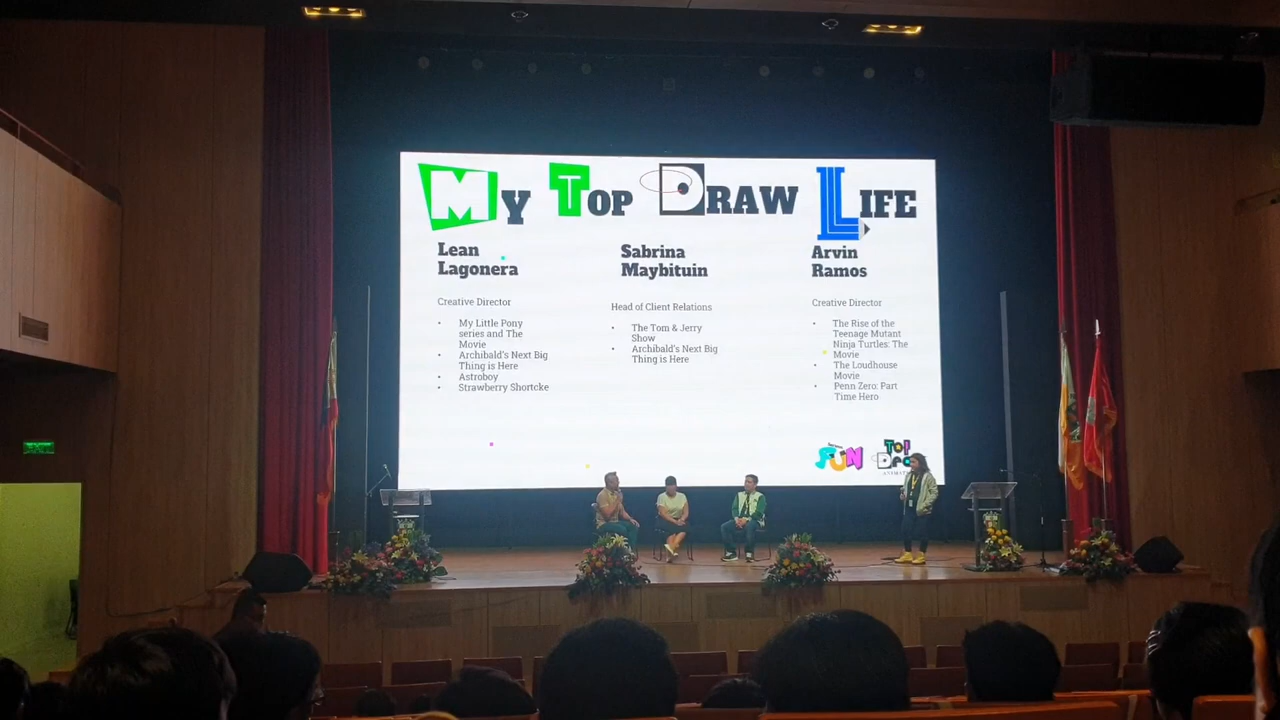 My Top Draw Life
Lean
Lagonera
Creative Director
• My Little Pony
series and The
Movie
• Archibald's Next Big
Thing is Here
• Astroboy
• Strawberry Shortcke
Sabrina
Maybituin
Head of Client Relations
• The Tom & Jerry
Show
• Archibald's Next Big
Thing is Here
Arvin
Ramos
Creative Director
• The Rise of the
Teenage Mutant
Ninja Turtles: The
Movie
• The Loudhouse
Movie
• Penn Zero: Part
Time Hero
FUN
Top
EXIT